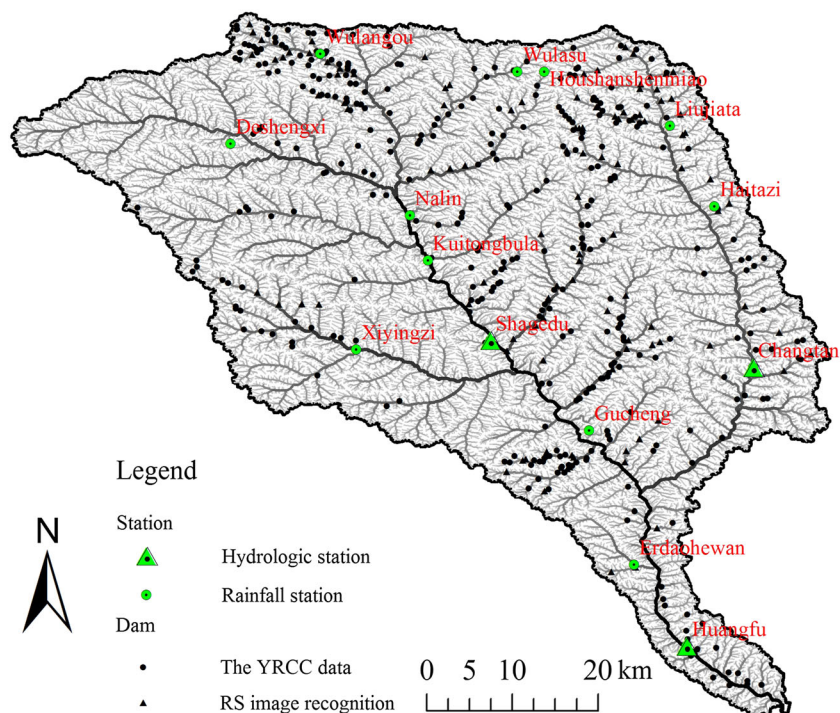 Wulangou
Wulasu
Houshanshenmiao
Liujiata
Deshengxi
Haitazi
Nalin
Kuitongbula
Shagedu
Xiyingzi
Changtan
Gucheng
Erdaohewan
Huangfu
Legend
Station
Hydrologic station
Rainfall station
Dam
The YRCC data
RS image recognition
N
0 5 10 20 km